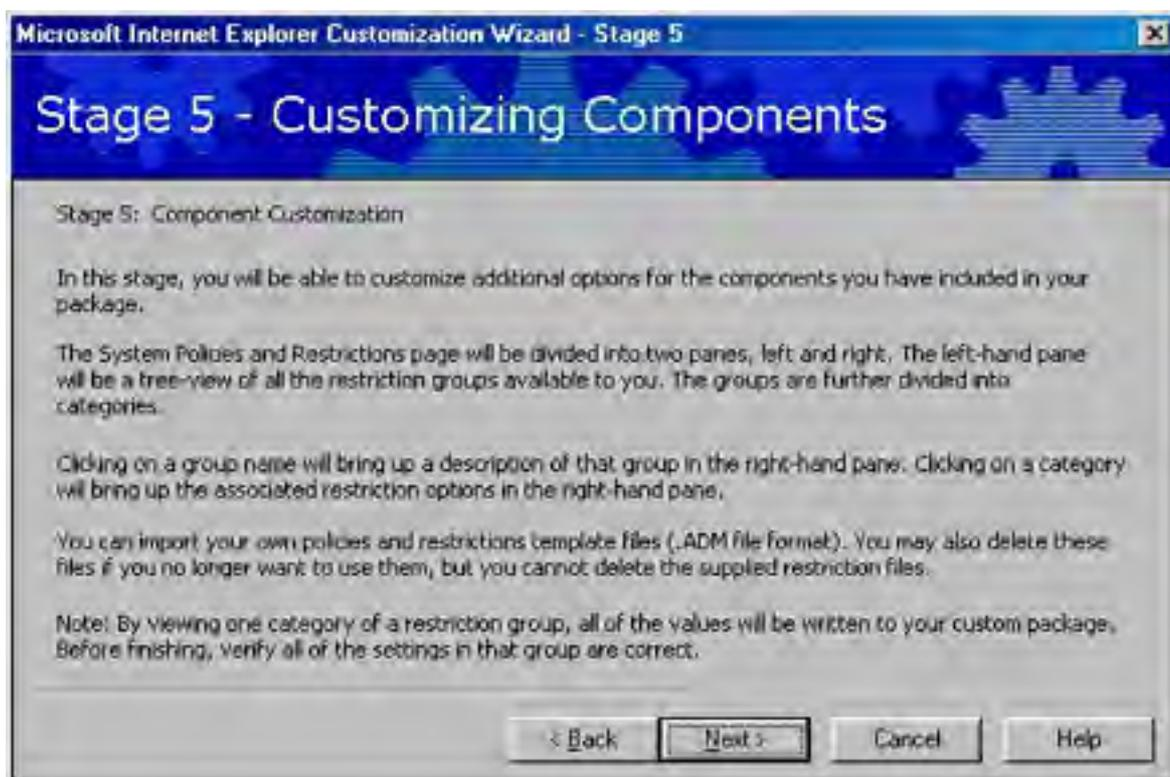 Microsoft Internet Explorer Customization Wizard - Stage 5
Stage 5 - Customizing Components
Stage 5: Component Customization
In this stage, you will be able to customize additional options for the components you have included in your
package.
The System Policies and Restrictions page will be divided into two panes, left and right. The left-hand pane
will be a tree-view of all the restriction groups available to you. The groups are further divided into
categories.
Clicking on a group name will bring up a description of that group in the right-hand pane. Clicking on a category
will bring up the associated restriction options in the right-hand pane.
You can import your own policies and restrictions template files (.ADM file format). You may also delete these
files if you no longer want to use them, but you cannot delete the supplied restriction files.
Note: By viewing one category of a restriction group, all of the values will be written to your custom package.
Before finishing, verify all of the settings in that group are correct.
< Back Next > Cancel Help